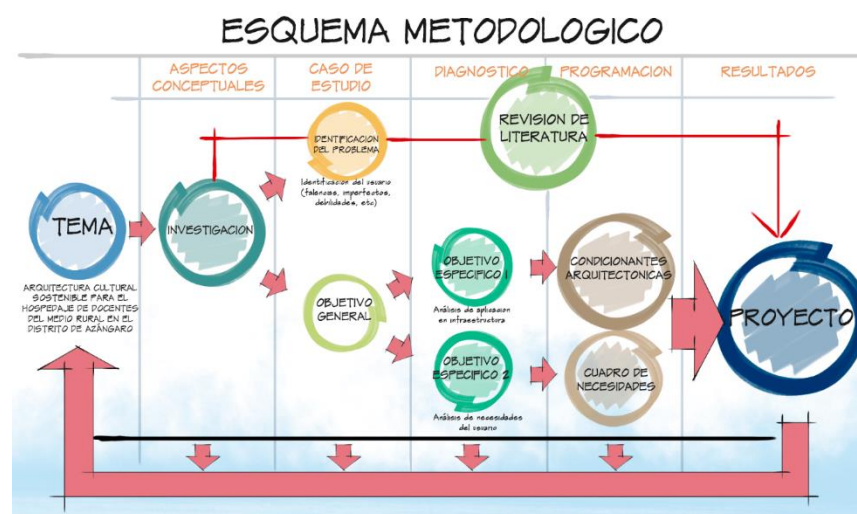 ESQUEMA METODOLOGICO
ASPECTOS
CONCEPTUALES
CASO DE
ESTUDIO
DIAGNOSTICO
PROGRAMACION
RESULTADOS
TEMA
ARQUITECTURA CULTURAL
SOSTENIBLE PARA EL
HOSPEDAJE DE DOCENTES
DEL MEDIO RURAL EN EL
DISTRITO DE AZÁNGARO
INVESTIGACION
IDENTIFICACION
DEL PROBLEMA
Identificación del usuario
(falencias, imperfectos,
debilidades, etc)
OBJETIVO
GENERAL
REVISION DE
LITERATURA
OBJETIVO
ESPECIFICO 1
Análisis de aplicación
en infraestructura
OBJETIVO
ESPECIFICO 2
Análisis de necesidades
del usuario
CONDICIONANTES
ARQUITECTONICAS
CUADRO DE
NECESIDADES
PROYECTO